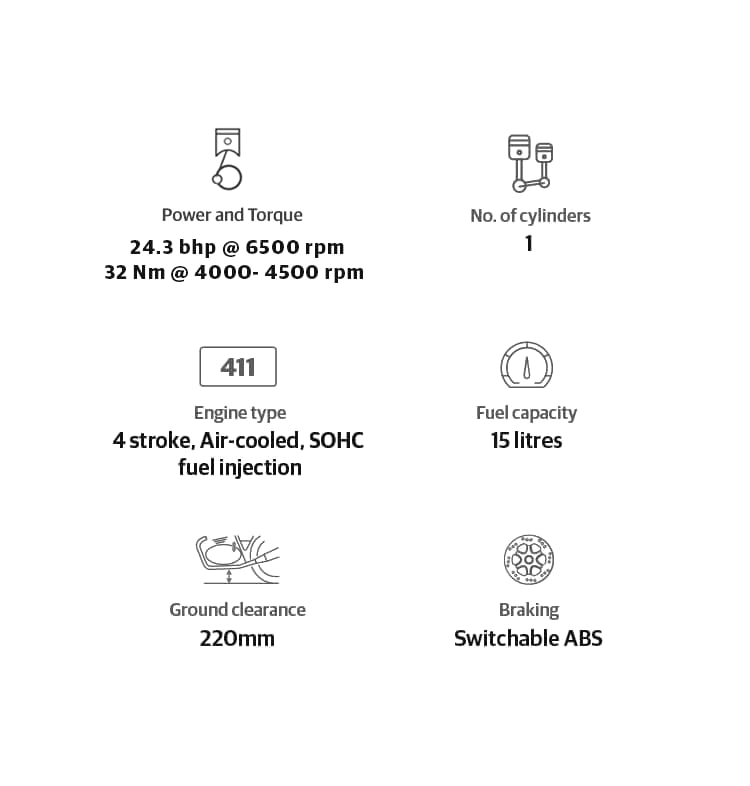 Power and Torque
24.3 bhp @ 6500 rpm
32 Nm @ 4000- 4500 rpm
No. of cylinders
1
411
Engine type
4 stroke, Air-cooled, SOHC
fuel injection
Fuel capacity
15 litres
Ground clearance
220mm
Braking
Switchable ABS